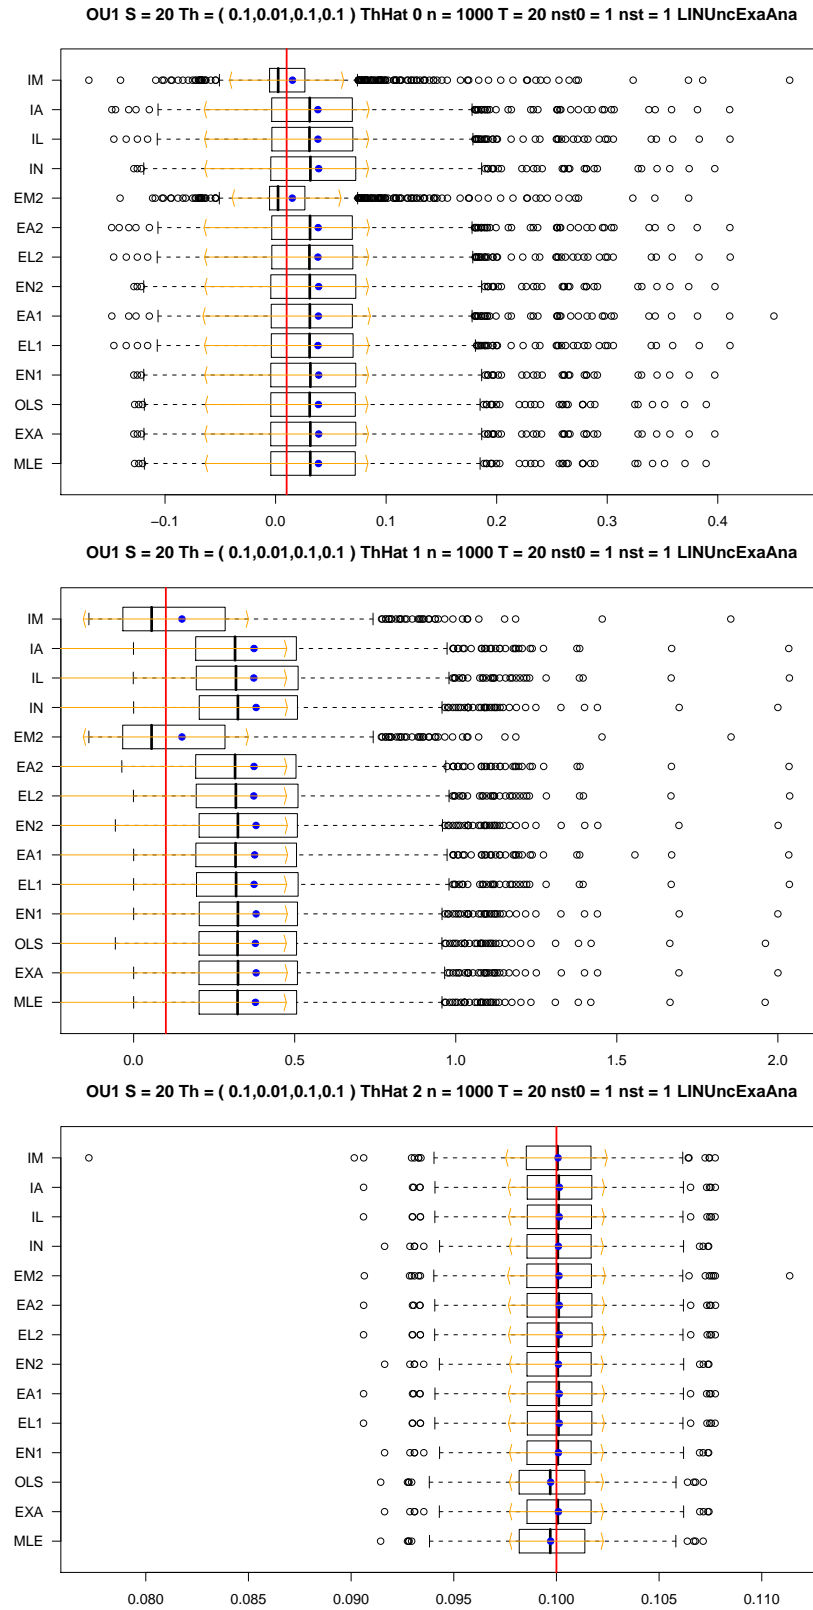 OU1 S = 20 Th = ( 0.1,0.01,0.1,0.1 ) ThHat 0 n = 1000 T = 20 nst0 = 1 nst = 1 LINUncExaAna
IM
IA
IL
IN
EM2
EA2
EL2
EN2
EA1
EL1
EN1
OLS
EXA
MLE
−0.1 0.0 0.1 0.2 0.3 0.4
OU1 S = 20 Th = ( 0.1,0.01,0.1,0.1 ) ThHat 1 n = 1000 T = 20 nst0 = 1 nst = 1 LINUncExaAna
IM
IA
IL
IN
EM2
EA2
EL2
EN2
EA1
EL1
EN1
OLS
EXA
MLE
0.0 0.5 1.0 1.5 2.0
OU1 S = 20 Th = ( 0.1,0.01,0.1,0.1 ) ThHat 2 n = 1000 T = 20 nst0 = 1 nst = 1 LINUncExaAna
IM
IA
IL
IN
EM2
EA2
EL2
EN2
EA1
EL1
EN1
OLS
EXA
MLE
0.080 0.085 0.090 0.095 0.100 0.105 0.110